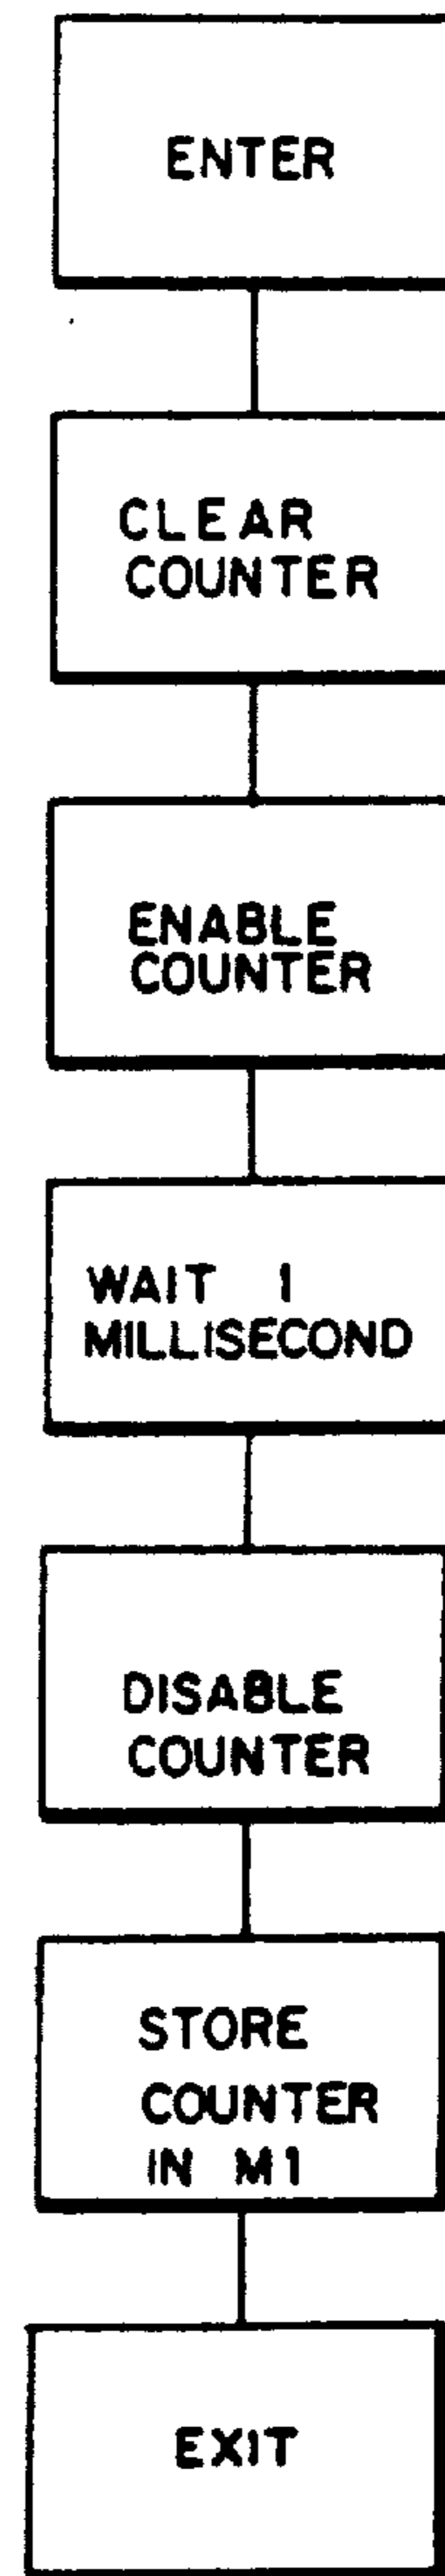 ENTER
CLEAR
COUNTER
ENABLE
COUNTER
WAIT 1
MILLISECOND
DISABLE
COUNTER
STORE
COUNTER
IN M1
EXIT